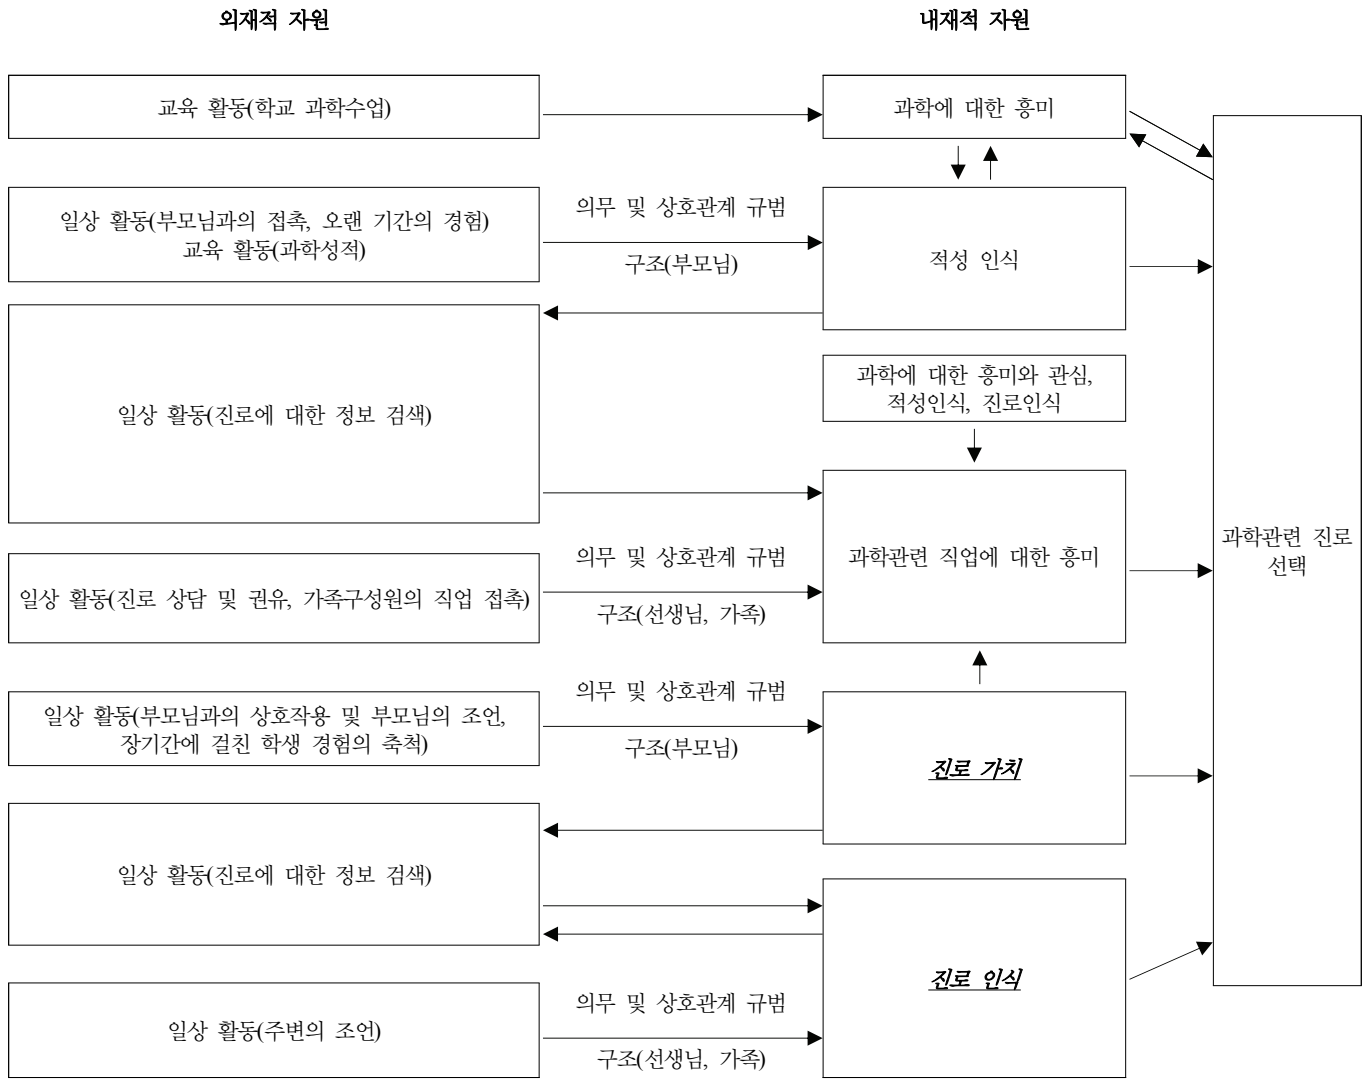 외재적 자원
내재적 자원
교육 활동(학교 과학수업)
과학에 대한 흥미
일상 활동(부모님과의 접촉, 오랜 기간의 경험)
교육 활동(과학성적)
의무 및 상호관계 규범
구조(부모님)
적성 인식
일상 활동(진로에 대한 정보 검색)
과학에 대한 흥미와 관심,
적성인식, 진로인식
과학관련 직업에 대한 흥미
과학관련 진로
선택
일상 활동(진로 상담 및 권유, 가족구성원의 직업 접촉)
의무 및 상호관계 규범
구조(선생님, 가족)
일상 활동(부모님과의 상호작용 및 부모님의 조언,
장기간에 걸친 학생 경험의 축척)
의무 및 상호관계 규범
구조(부모님)
진로 가치
일상 활동(진로에 대한 정보 검색)
진로 인식
일상 활동(주변의 조언)
의무 및 상호관계 규범
구조(선생님, 가족)